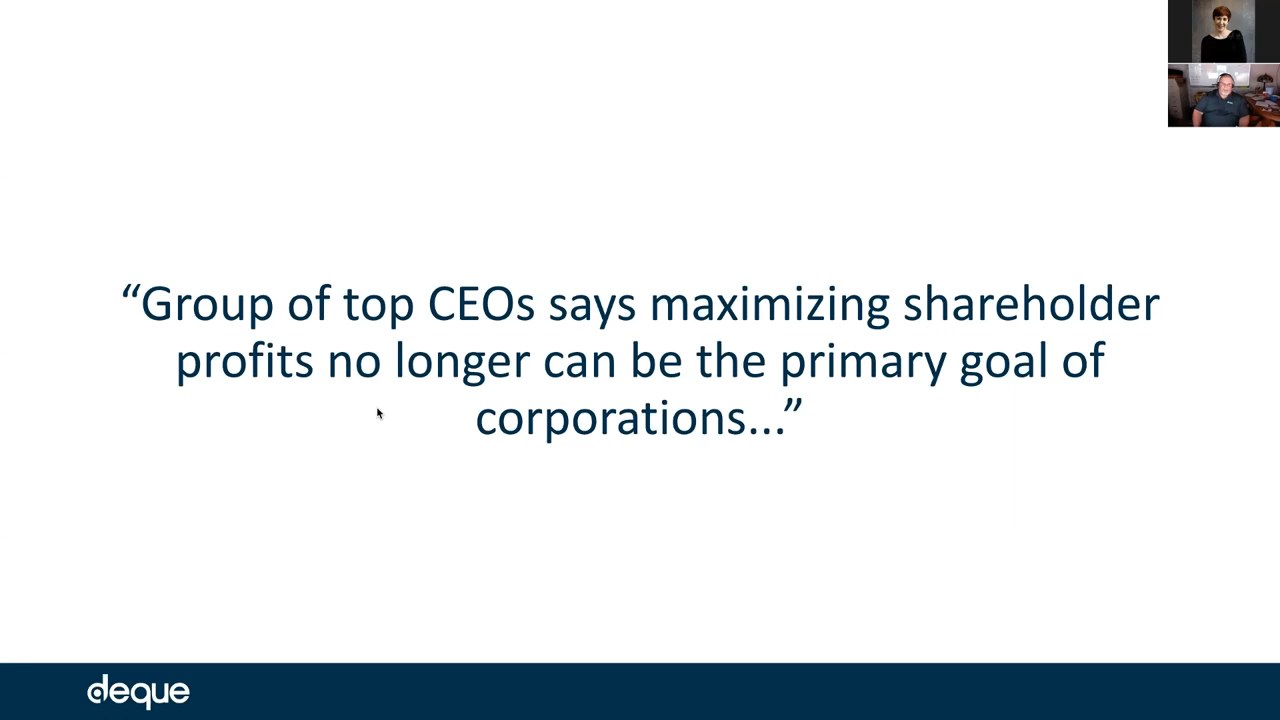 “Group of top CEOs says maximizing shareholder
profits no longer can be the primary goal of
corporations...”
deque